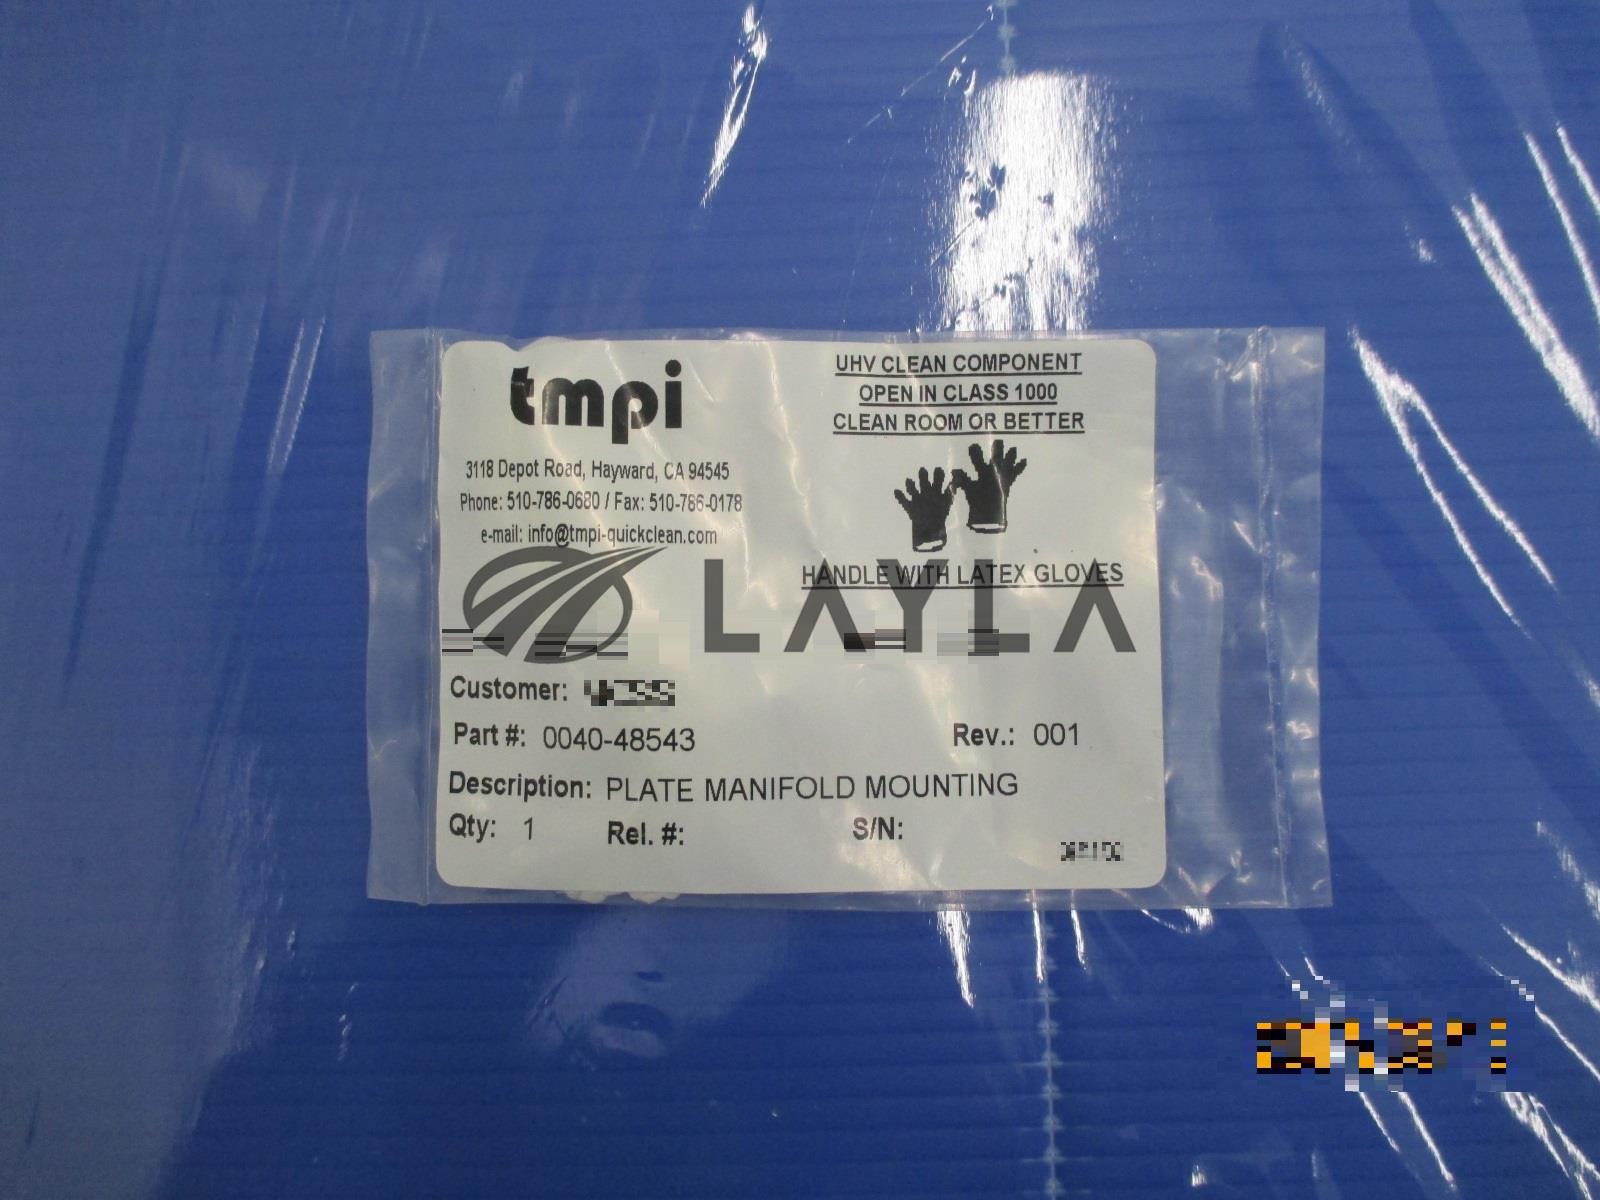 tmpi
3118 Depot Road, Hayward, CA 94545
Phone: 510-786-0680 / Fax: 510-786-0178
e-mail: info@tmpi-quickclean.com
UHV CLEAN COMPONENT
OPEN IN CLASS 1000
CLEAN ROOM OR BETTER
HANDLE WITH LATEX GLOVES
LAYLA
Customer:
Part #: 0040-48543 Rev.: 001
Description: PLATE MANIFOLD MOUNTING
Qty: 1 Rel. #: S/N: